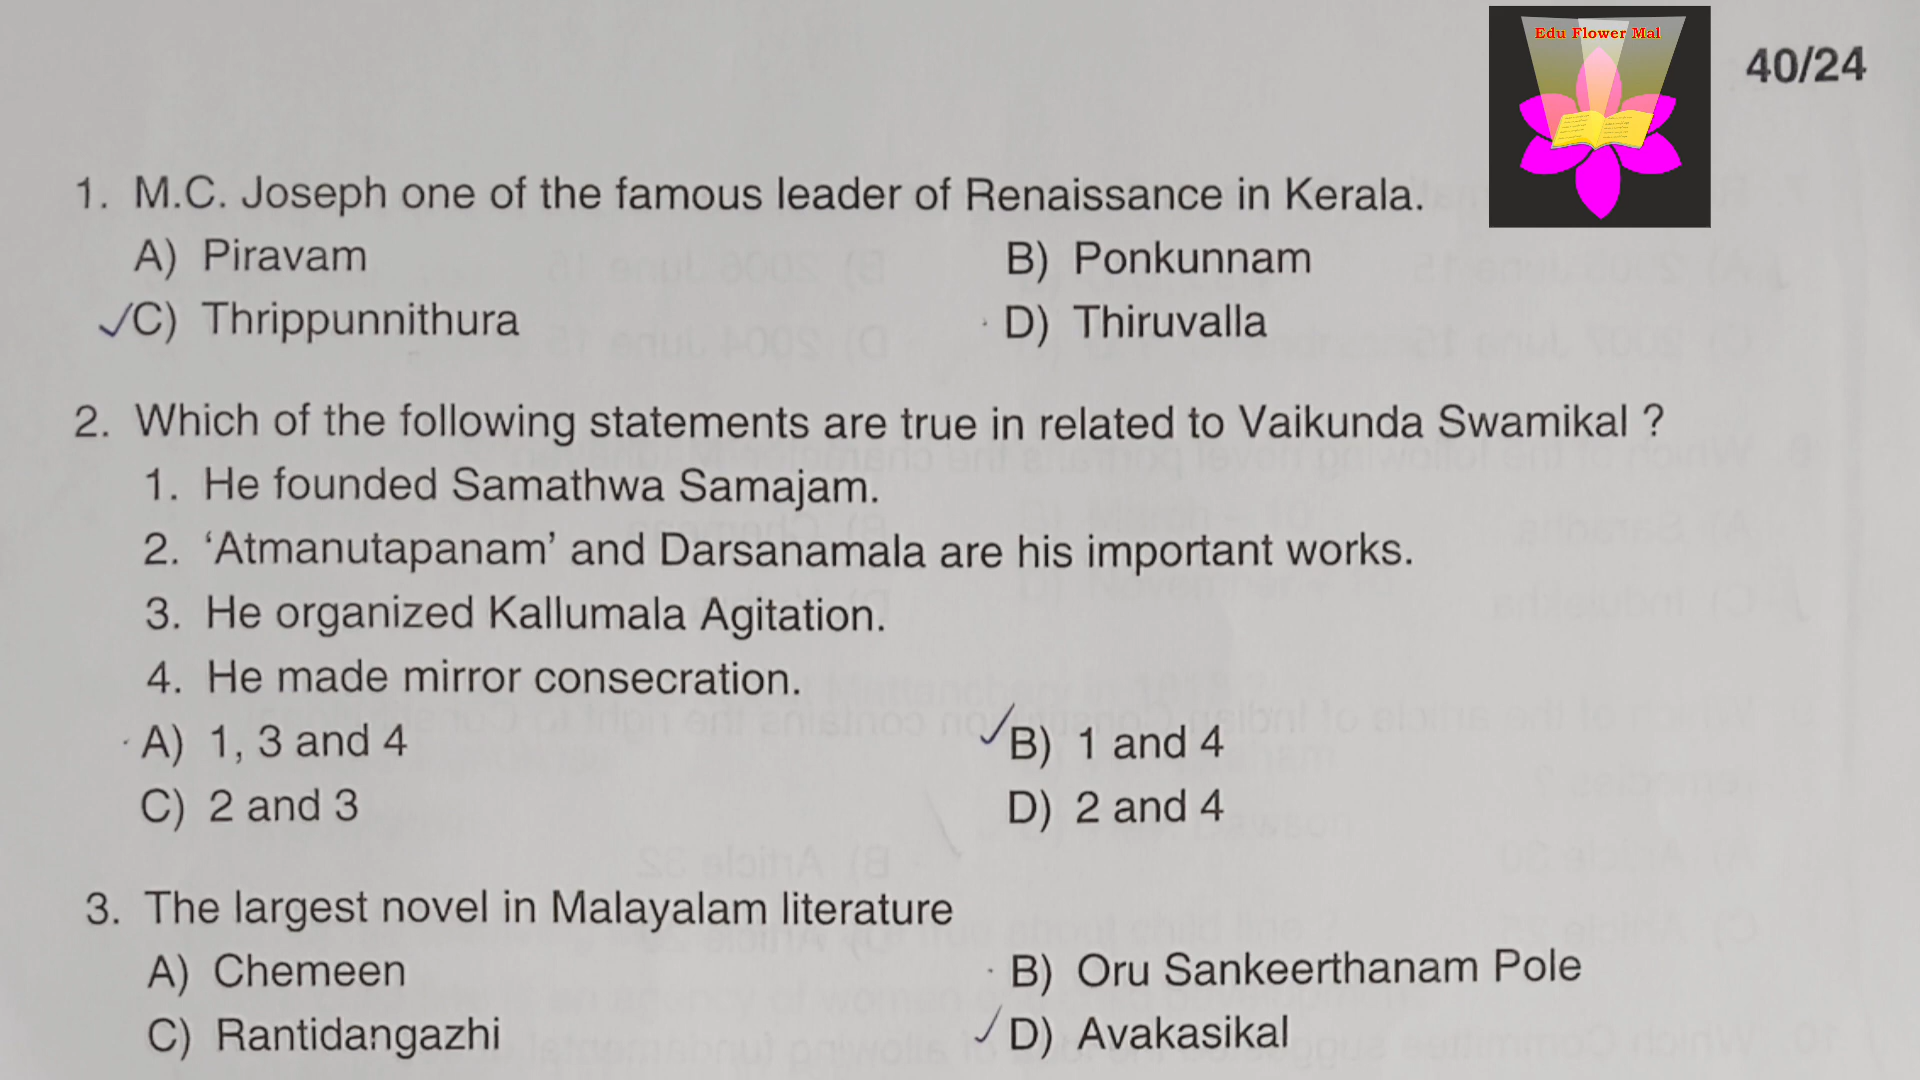 Edu Flower Mal
40/24
1. M.C. Joseph one of the famous leader of Renaissance in Kerala.
A) Piravam B) Ponkunnam
C) Thrippunnithura D) Thiruvalla
2. Which of the following statements are true in related to Vaikunda Swamikal ?
1. He founded Samathwa Samajam.
2. ‘Atmanutapanam’ and Darsanamala are his important works.
3. He organized Kallumala Agitation.
4. He made mirror consecration.
A) 1, 3 and 4 B) 1 and 4
C) 2 and 3 D) 2 and 4
3. The largest novel in Malayalam literature
A) Chemeen B) Oru Sankeerthanam Pole
C) Rantidangazhi D) Avakasikal